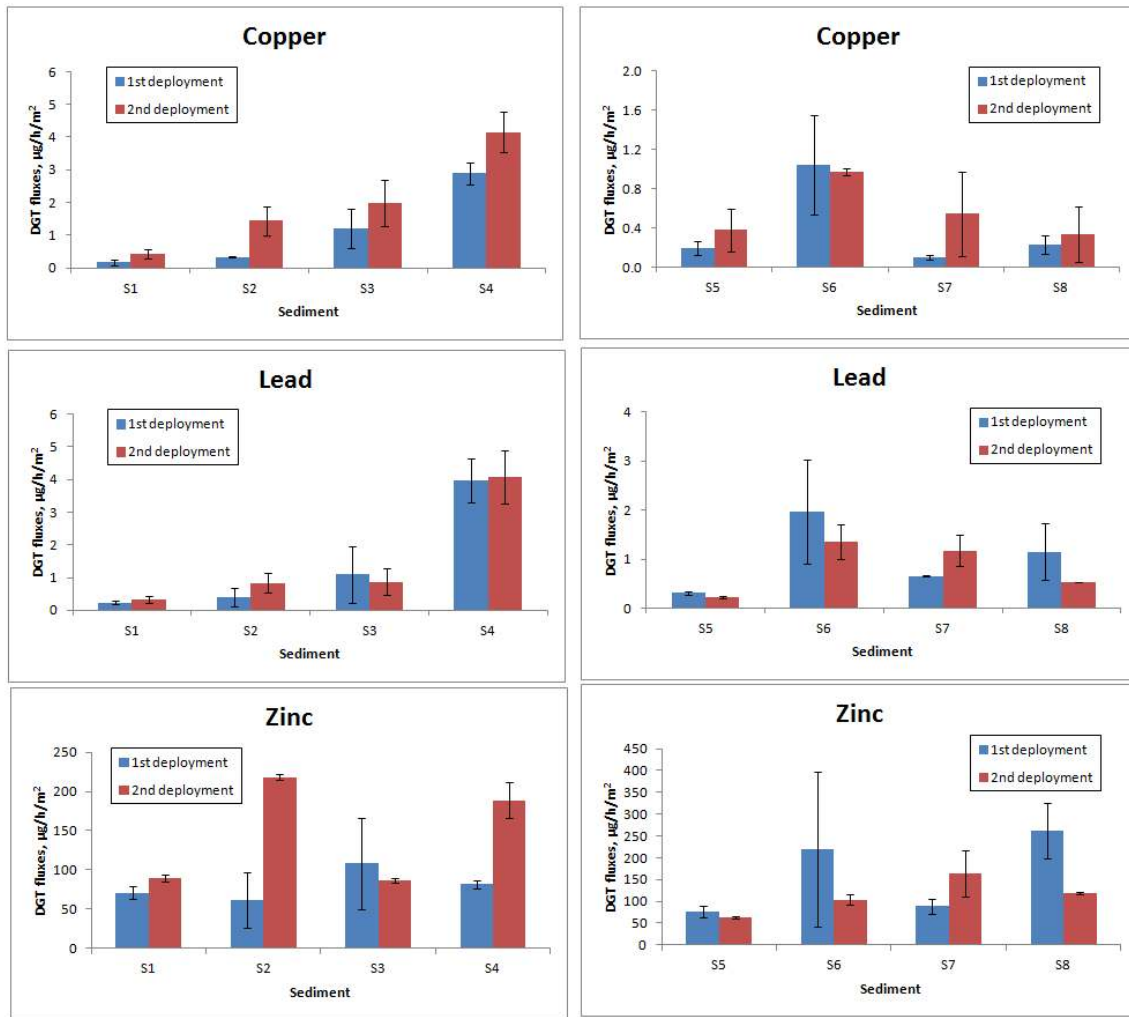 Copper
DGT fluxes, µg/h/m²
6
5
4
3
2
1
0
1st deployment
2nd deployment
S1 S2 S3 S4
Sediment
Copper
DGT fluxes, µg/h/m²
2.0
1.6
1.2
0.8
0.4
0.0
1st deployment
2nd deployment
S5 S6 S7 S8
Sediment
Lead
DGT fluxes, µg/h/m²
6
5
4
3
2
1
0
1st deployment
2nd deployment
S1 S2 S3 S4
Sediment
Lead
DGT fluxes, µg/h/m²
4
3
2
1
0
1st deployment
2nd deployment
S5 S6 S7 S8
Sediment
Zinc
DGT fluxes, µg/h/m²
250
200
150
100
50
0
1st deployment
2nd deployment
S1 S2 S3 S4
Sediment
Zinc
DGT fluxes, µg/h/m²
450
400
350
300
250
200
150
100
50
0
1st deployment
2nd deployment
S5 S6 S7 S8
Sediment